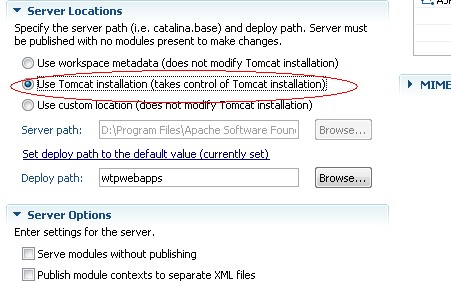 AJP
Server Locations
Specify the server path (i.e. catalina.base) and deploy path. Server must
be published with no modules present to make changes.
Use workspace metadata (does not modify Tomcat installation)
Use Tomcat installation (takes control of Tomcat installation)
MIME
Use custom location (does not modify Tomcat installation)
Server path: D:\Program Files\Apache Software Foun Browse...
Set deploy path to the default value (currently set)
Deploy path: wtpwebapps Browse...
Server Options
Enter settings for the server.
Serve modules without publishing
Publish module contexts to separate XML files